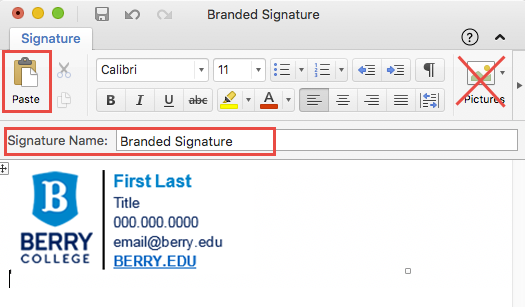 Branded Signature
Signature
?
Paste
Calibri
11
B I U abc A
Pictures
Signature Name: Branded Signature
B
BERRY
COLLEGE
First Last
Title
000.000.0000
email@berry.edu
BERRY.EDU